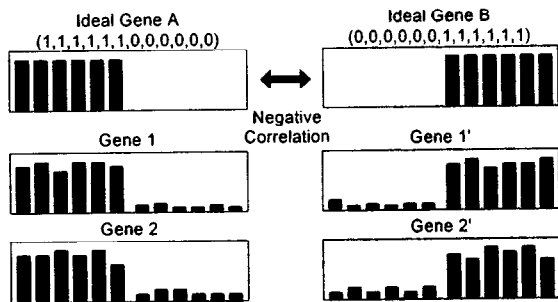 Ideal Gene A
(1,1,1,1,1,1,0,0,0,0,0,0)
Ideal Gene B
(0,0,0,0,0,0,1,1,1,1,1,1)
Negative
Correlation
Gene 1
Gene 1'
Gene 2
Gene 2'